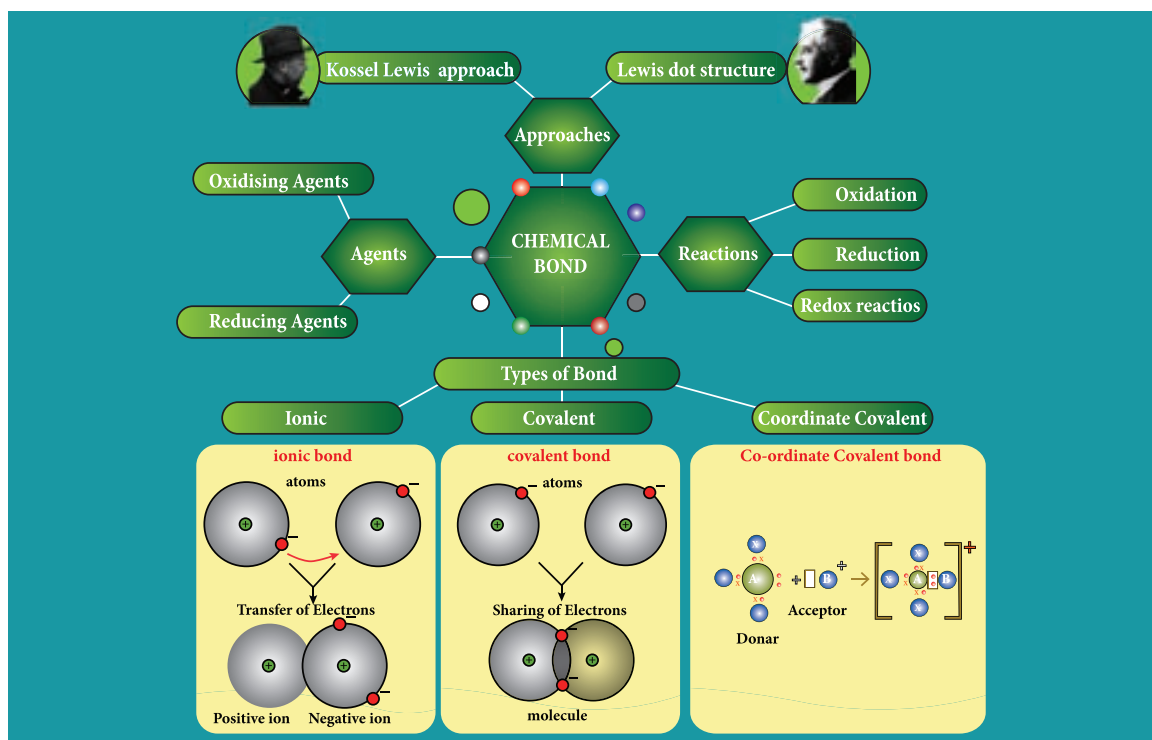 Kossel Lewis approach
Lewis dot structure
Approaches
Oxidising Agents
Oxidation
CHEMICAL
BOND
Agents
Reactions
Reduction
Reducing Agents
Redox reactios
Types of Bond
Ionic
Covalent
Coordinate Covalent
ionic bond
atoms
+
+
−
−
Transfer of Electrons
+
+
−
−
Positive ion
Negative ion
covalent bond
atoms
+
+
−
−
Sharing of Electrons
+
+
−
−
molecule
Co-ordinate Covalent bond
X
A
+
B
+
X
X
A
B
X
+
Acceptor
Donar